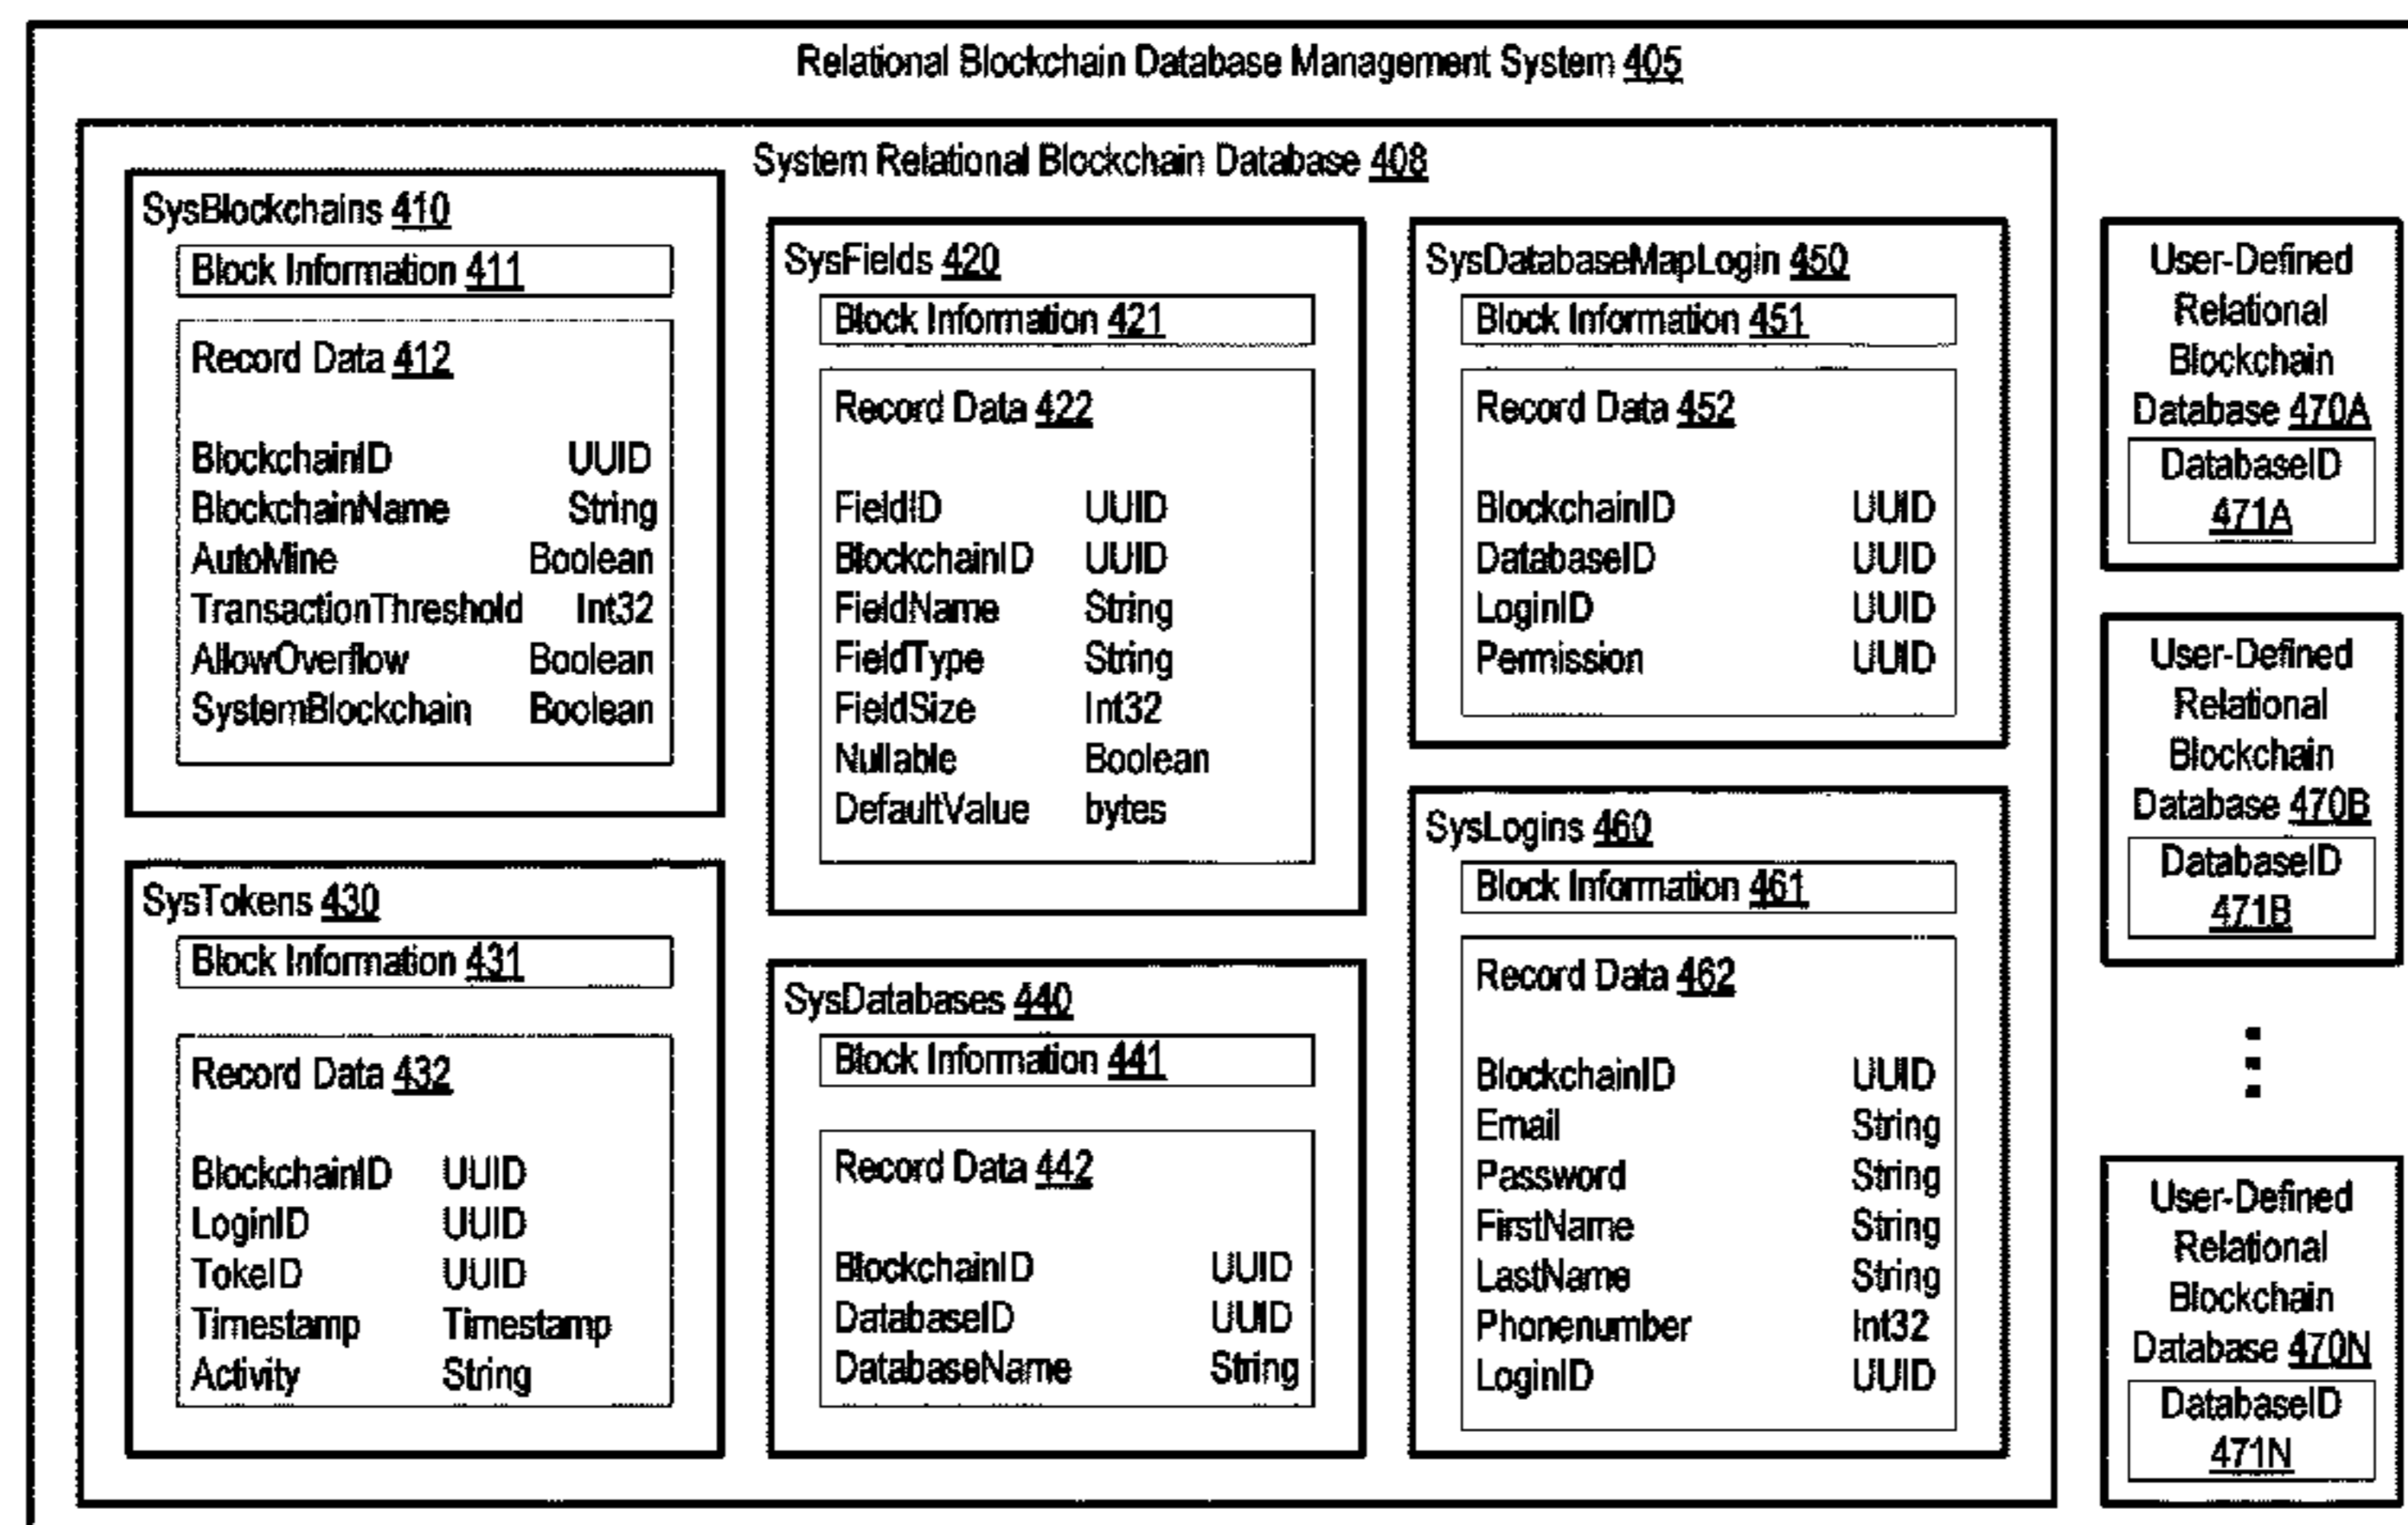 Relational Blockchain Database Management System 405
System Relational Blockchain Database 408
SysBlockchains 410
Block Information 411
Record Data 412
BlockchainID UUID
BlockchainName String
AutoMine Boolean
TransactionThreshold Int32
AllowOverflow Boolean
SystemBlockchain Boolean
SysTokens 430
Block Information 431
Record Data 432
BlockchainID UUID
LoginID UUID
TokeID UUID
Timestamp Timestamp
Activity String
SysFields 420
Block Information 421
Record Data 422
FieldID UUID
BlockchainID UUID
FieldName String
FieldType String
FieldSize Int32
Nullable Boolean
DefaultValue bytes
SysDatabases 440
Block Information 441
Record Data 442
BlockchainID UUID
DatabaseID UUID
DatabaseName String
SysDatabaseMapLogin 450
Block Information 451
Record Data 452
BlockchainID UUID
DatabaseID UUID
LoginID UUID
Permission UUID
SysLogins 460
Block Information 461
Record Data 462
BlockchainID UUID
Email String
Password String
FirstName String
LastName String
Phonenumber Int32
LoginID UUID
User-Defined
Relational
Blockchain
Database 470A
DatabaseID
471A
User-Defined
Relational
Blockchain
Database 470B
DatabaseID
471B
User-Defined
Relational
Blockchain
Database 470N
DatabaseID
471N